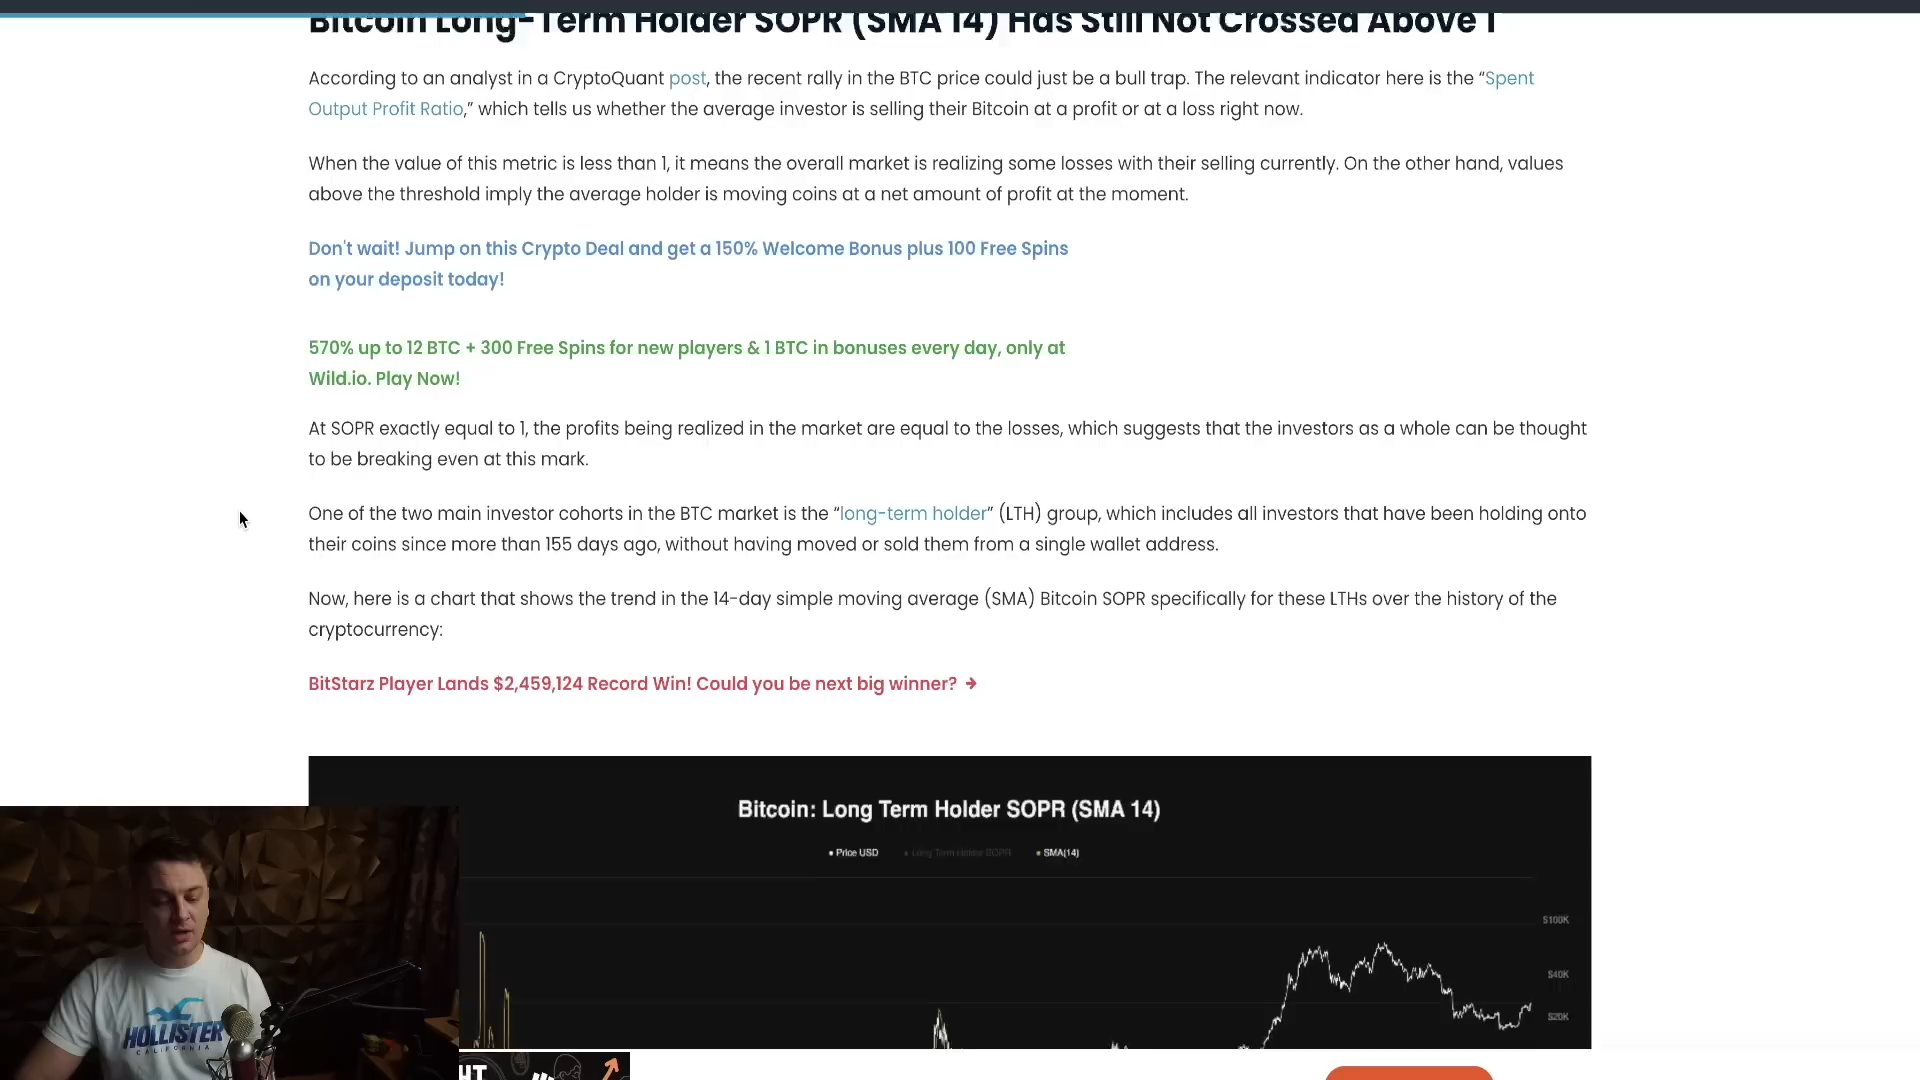 Bitcoin Long-Term Holder SOPR (SMA 14) Has Still Not Crossed Above 1
According to an analyst in a CryptoQuant post, the recent rally in the BTC price could just be a bull trap. The relevant indicator here is the “Spent
Output Profit Ratio,” which tells us whether the average investor is selling their Bitcoin at a profit or at a loss right now.
When the value of this metric is less than 1, it means the overall market is realizing some losses with their selling currently. On the other hand, values
above the threshold imply the average holder is moving coins at a net amount of profit at the moment.
Don't wait! Jump on this Crypto Deal and get a 150% Welcome Bonus plus 100 Free Spins
on your deposit today!
570% up to 12 BTC + 300 Free Spins for new players & 1 BTC in bonuses every day, only at
Wild.io. Play Now!
At SOPR exactly equal to 1, the profits being realized in the market are equal to the losses, which suggests that the investors as a whole can be thought
to be breaking even at this mark.
One of the two main investor cohorts in the BTC market is the “long-term holder” (LTH) group, which includes all investors that have been holding onto
their coins since more than 155 days ago, without having moved or sold them from a single wallet address.
Now, here is a chart that shows the trend in the 14-day simple moving average (SMA) Bitcoin SOPR specifically for these LTHs over the history of the
cryptocurrency:
BitStarz Player Lands $2,459,124 Record Win! Could you be next big winner? →
Bitcoin: Long Term Holder SOPR (SMA 14)
• Price USD • Long Term Holder SOPR • SMA(14)
$100K
$40K
$20K
HOLLISTER
CALIFORNIA
HT